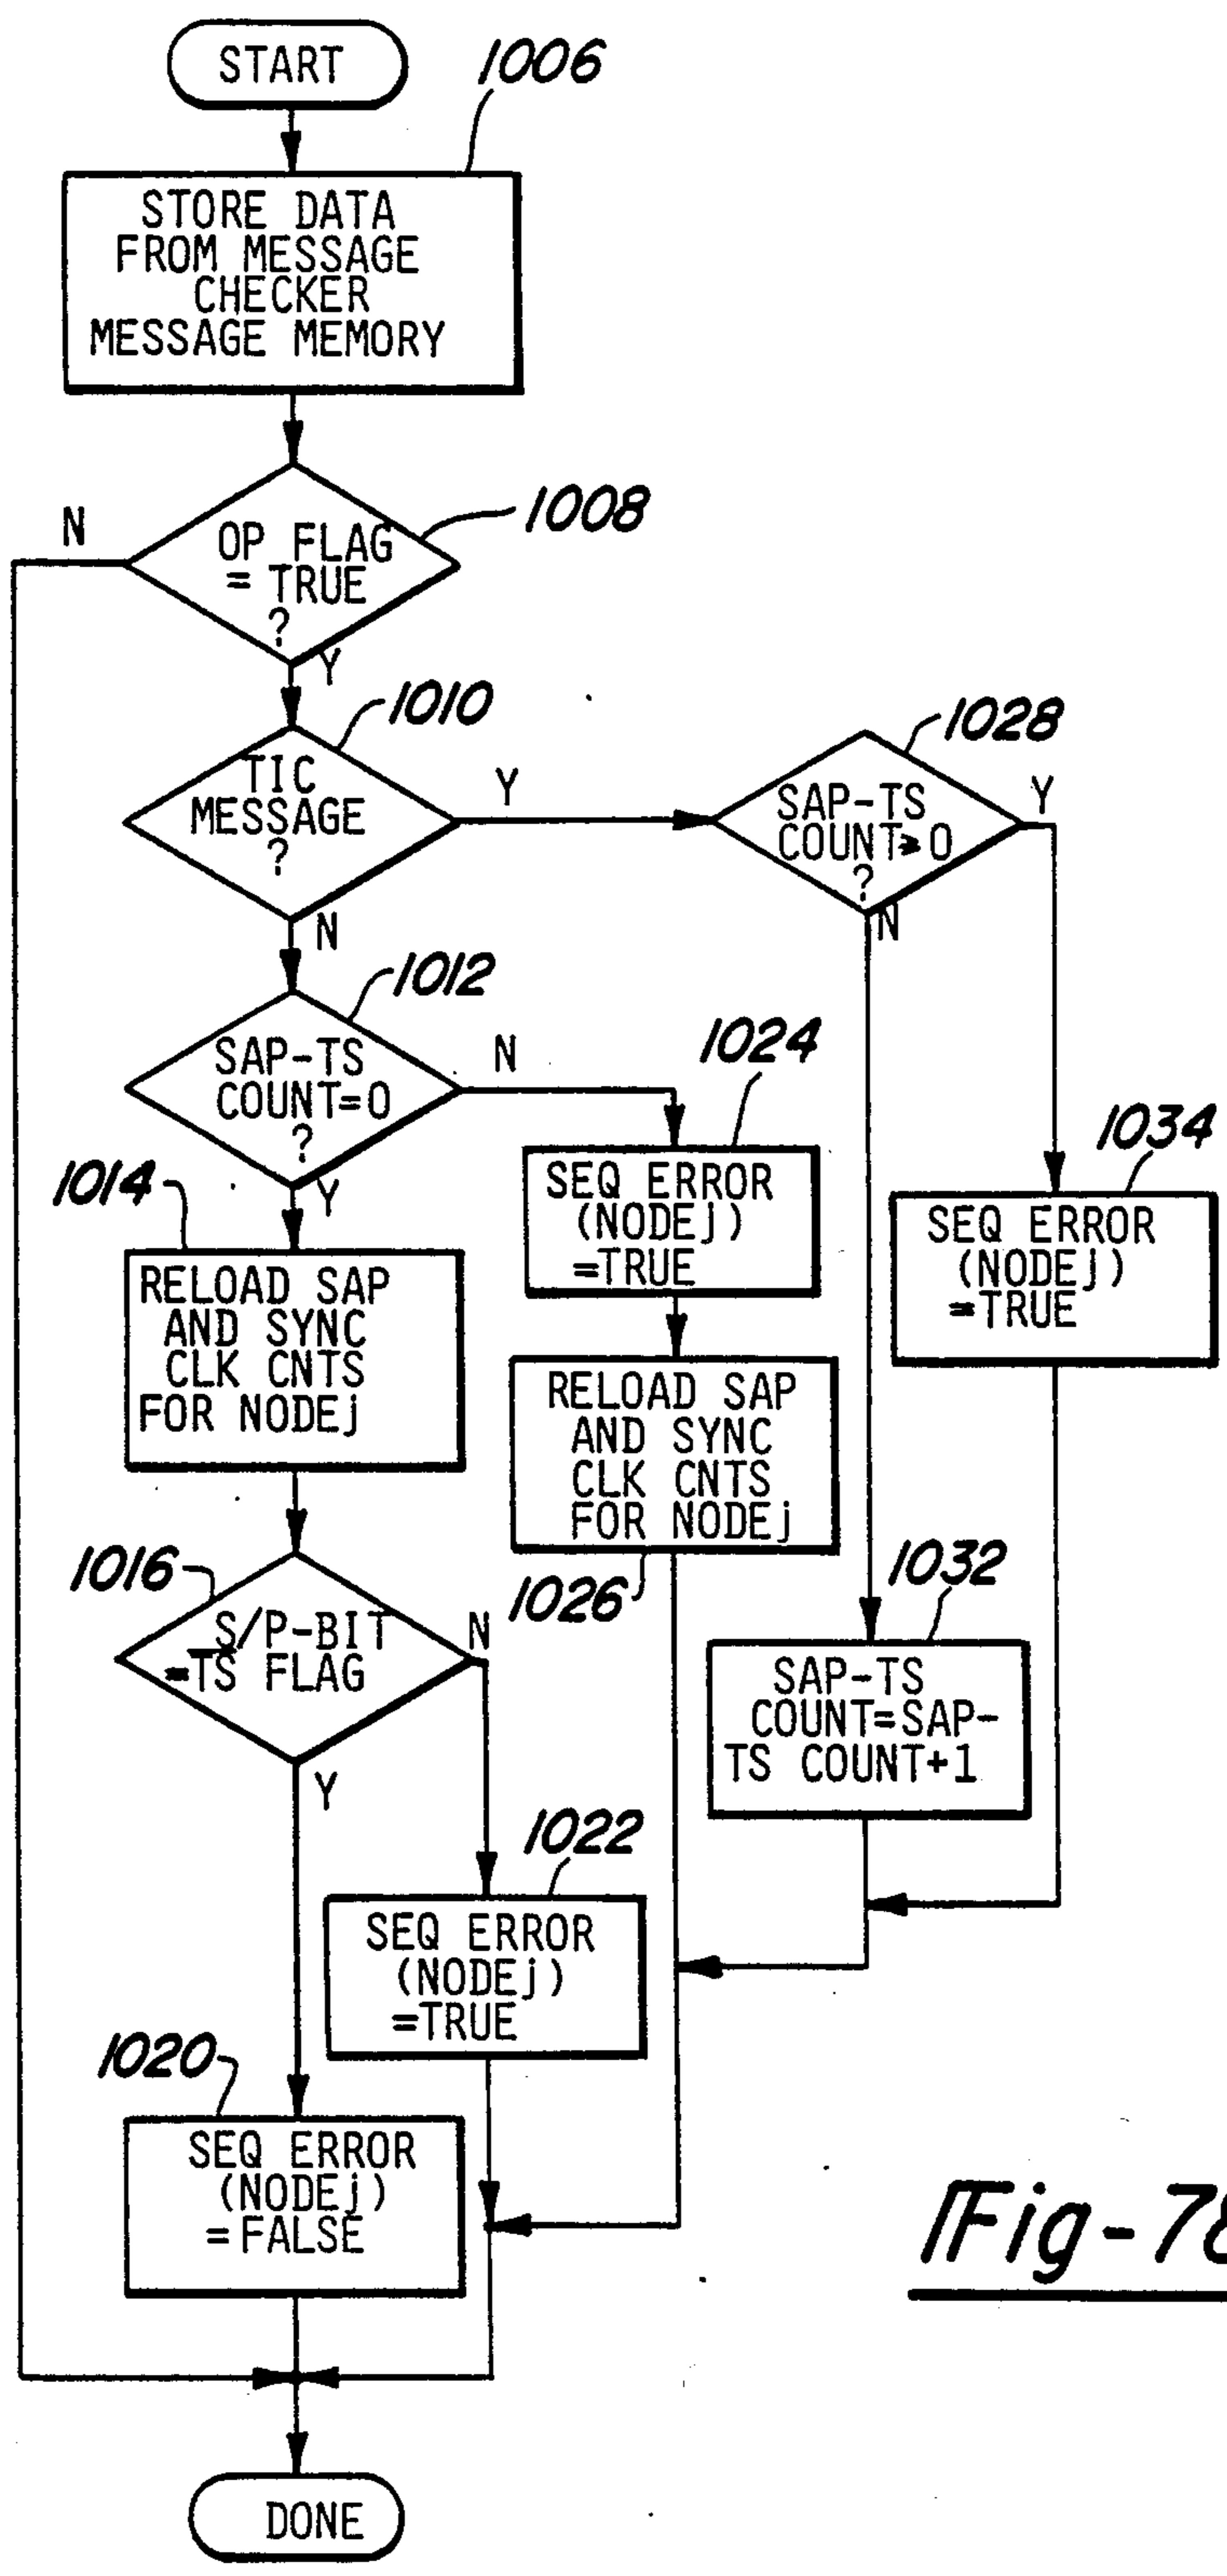 START
1006
STORE DATA
FROM MESSAGE
CHECKER
MESSAGE MEMORY
1008
N
OP FLAG
= TRUE
?
Y
1010
TIC
MESSAGE
?
Y
N
1028
SAP-TS
COUNT≥0
?
Y
N
1012
SAP-TS
COUNT=0
?
N
Y
1024
SEQ ERROR
(NODEj)
=TRUE
1034
SEQ ERROR
(NODEj)
=TRUE
1014
RELOAD SAP
AND SYNC
CLK CNTS
FOR NODEj
RELOAD SAP
AND SYNC
CLK CNTS
FOR NODEj
1026
1016
S/P-BIT
=TS FLAG
N
Y
1032
SAP-TS
COUNT=SAP-
TS COUNT+1
1022
SEQ ERROR
(NODEj)
=TRUE
1020
SEQ ERROR
(NODEj)
=FALSE
Fig-78
DONE